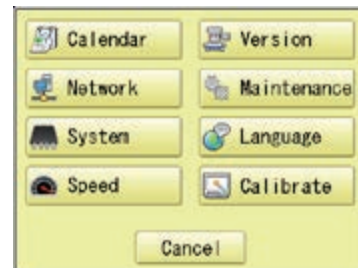 Calendar
Version
Network
Maintenance
System
Language
Speed
Calibrate
Cancel